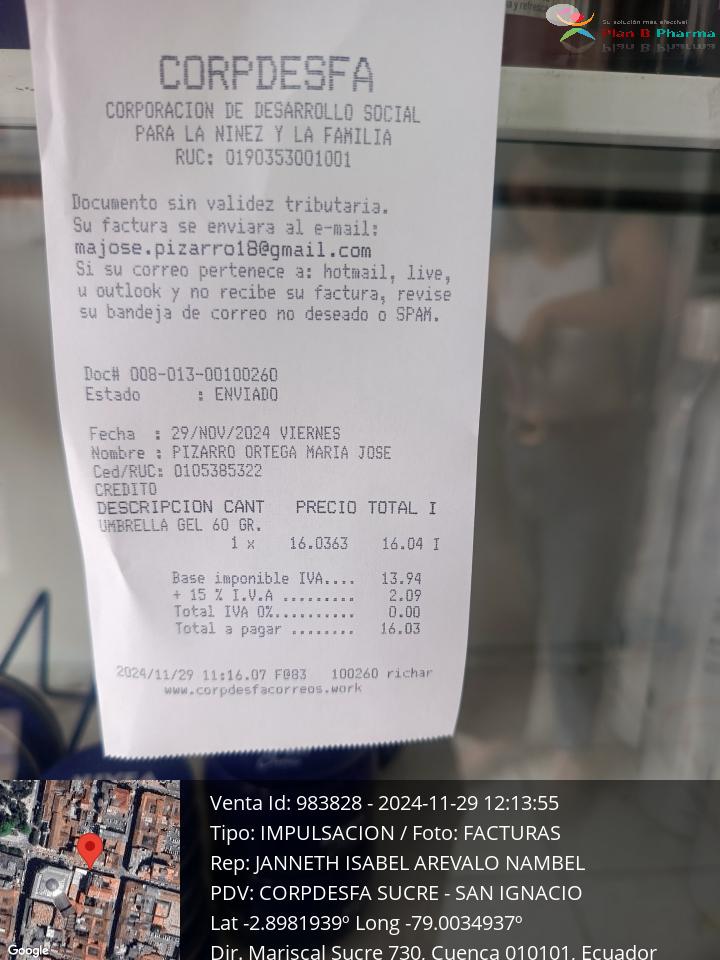 y refresc
Su solución más efectiva!
Plan B Pharma
CORPDESFA
CORPORACION DE DESARROLLO SOCIAL
PARA LA NINEZ Y LA FAMILIA
RUC: 0190353001001
Documento sin validez tributaria.
Su factura se enviara al e-mail:
majose.pizarro18@gmail.com
Si su correo pertenece a: hotmail, live,
u outlook y no recibe su factura, revise
su bandeja de correo no deseado o SPAM.
Doc# 008-013-00100260
Estado : ENVIADO
Fecha : 29/NOV/2024 VIERNES
Nombre : PIZARRO ORTEGA MARIA JOSE
Ced/RUC: 0105385322
CREDITO
DESCRIPCION CANT PRECIO TOTAL I
UMBRELLA GEL 60 GR.
1 x 16.0363 16.04 I
Base imponible IVA.... 13.94
+ 15 % I.V.A ......... 2.09
Total IVA 0%.......... 0.00
Total a pagar ........ 16.03
2024/11/29 11:16.07 F@83 100260 richar
www.corpdesfacorreos.work
Venta Id: 983828 - 2024-11-29 12:13:55
Tipo: IMPULSACION / Foto: FACTURAS
Rep: JANNETH ISABEL AREVALO NAMBEL
PDV: CORPDESFA SUCRE - SAN IGNACIO
Lat -2.8981939º Long -79.0034937º
Dir. Mariscal Sucre 730, Cuenca 010101, Ecuador
Google